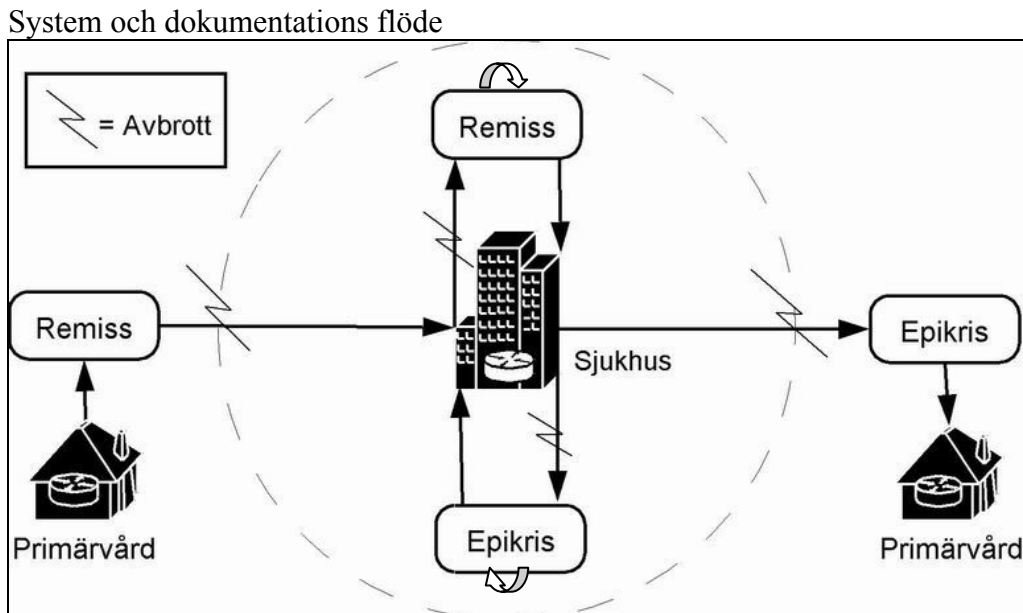 System och dokumentations flöde
= Avbrott
Remiss
Remiss
Sjukhus
Epikris
Epikris
Primärvård
Primärvård